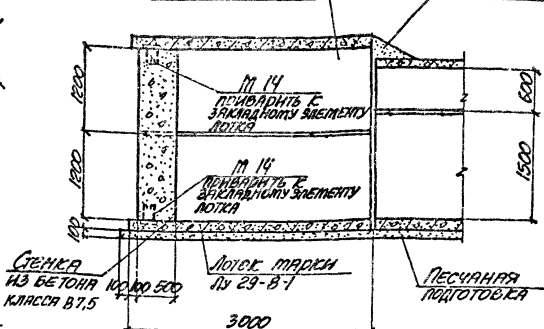 М 14
ПРИВАРИТЬ К
ЗАКЛАДНОМУ ЭЛЕМЕНТУ
ЛОТКА
М 14
ПРИВАРИТЬ К
ЗАКЛАДНОМУ ЭЛЕМЕНТУ
ЛОТКА
1200
1200
100
600
1500
СТЕНКА
ИЗ БЕТОНА
КЛАССА В7,5
100 100 500
ЛОТОК МАРКИ
Лу 29-8-1
ПЕСЧАНАЯ
ПОДГОТОВКА
3000